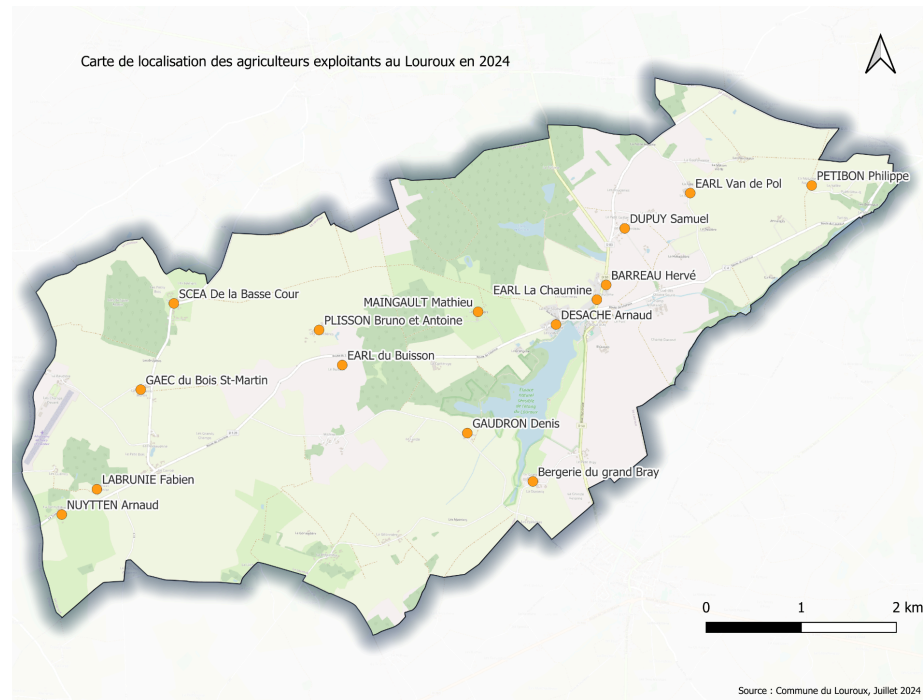 Carte de localisation des agriculteurs exploitants au Louroux en 2024
PETIBON Philippe
EARL Van de Pol
DUPUY Samuel
BARREAU Hervé
EARL La Chaumine
SCEA De la Basse Cour
MAINGAULT Mathieu
DESACHE Arnaud
PLISSON Bruno et Antoine
EARL du Buisson
GAEC du Bois St-Martin
GAUDRON Denis
Bergerie du grand Bray
LABRUNIE Fabien
NUYTTEN Arnaud
0 1 2 km
Source : Commune du Louroux, Juillet 2024